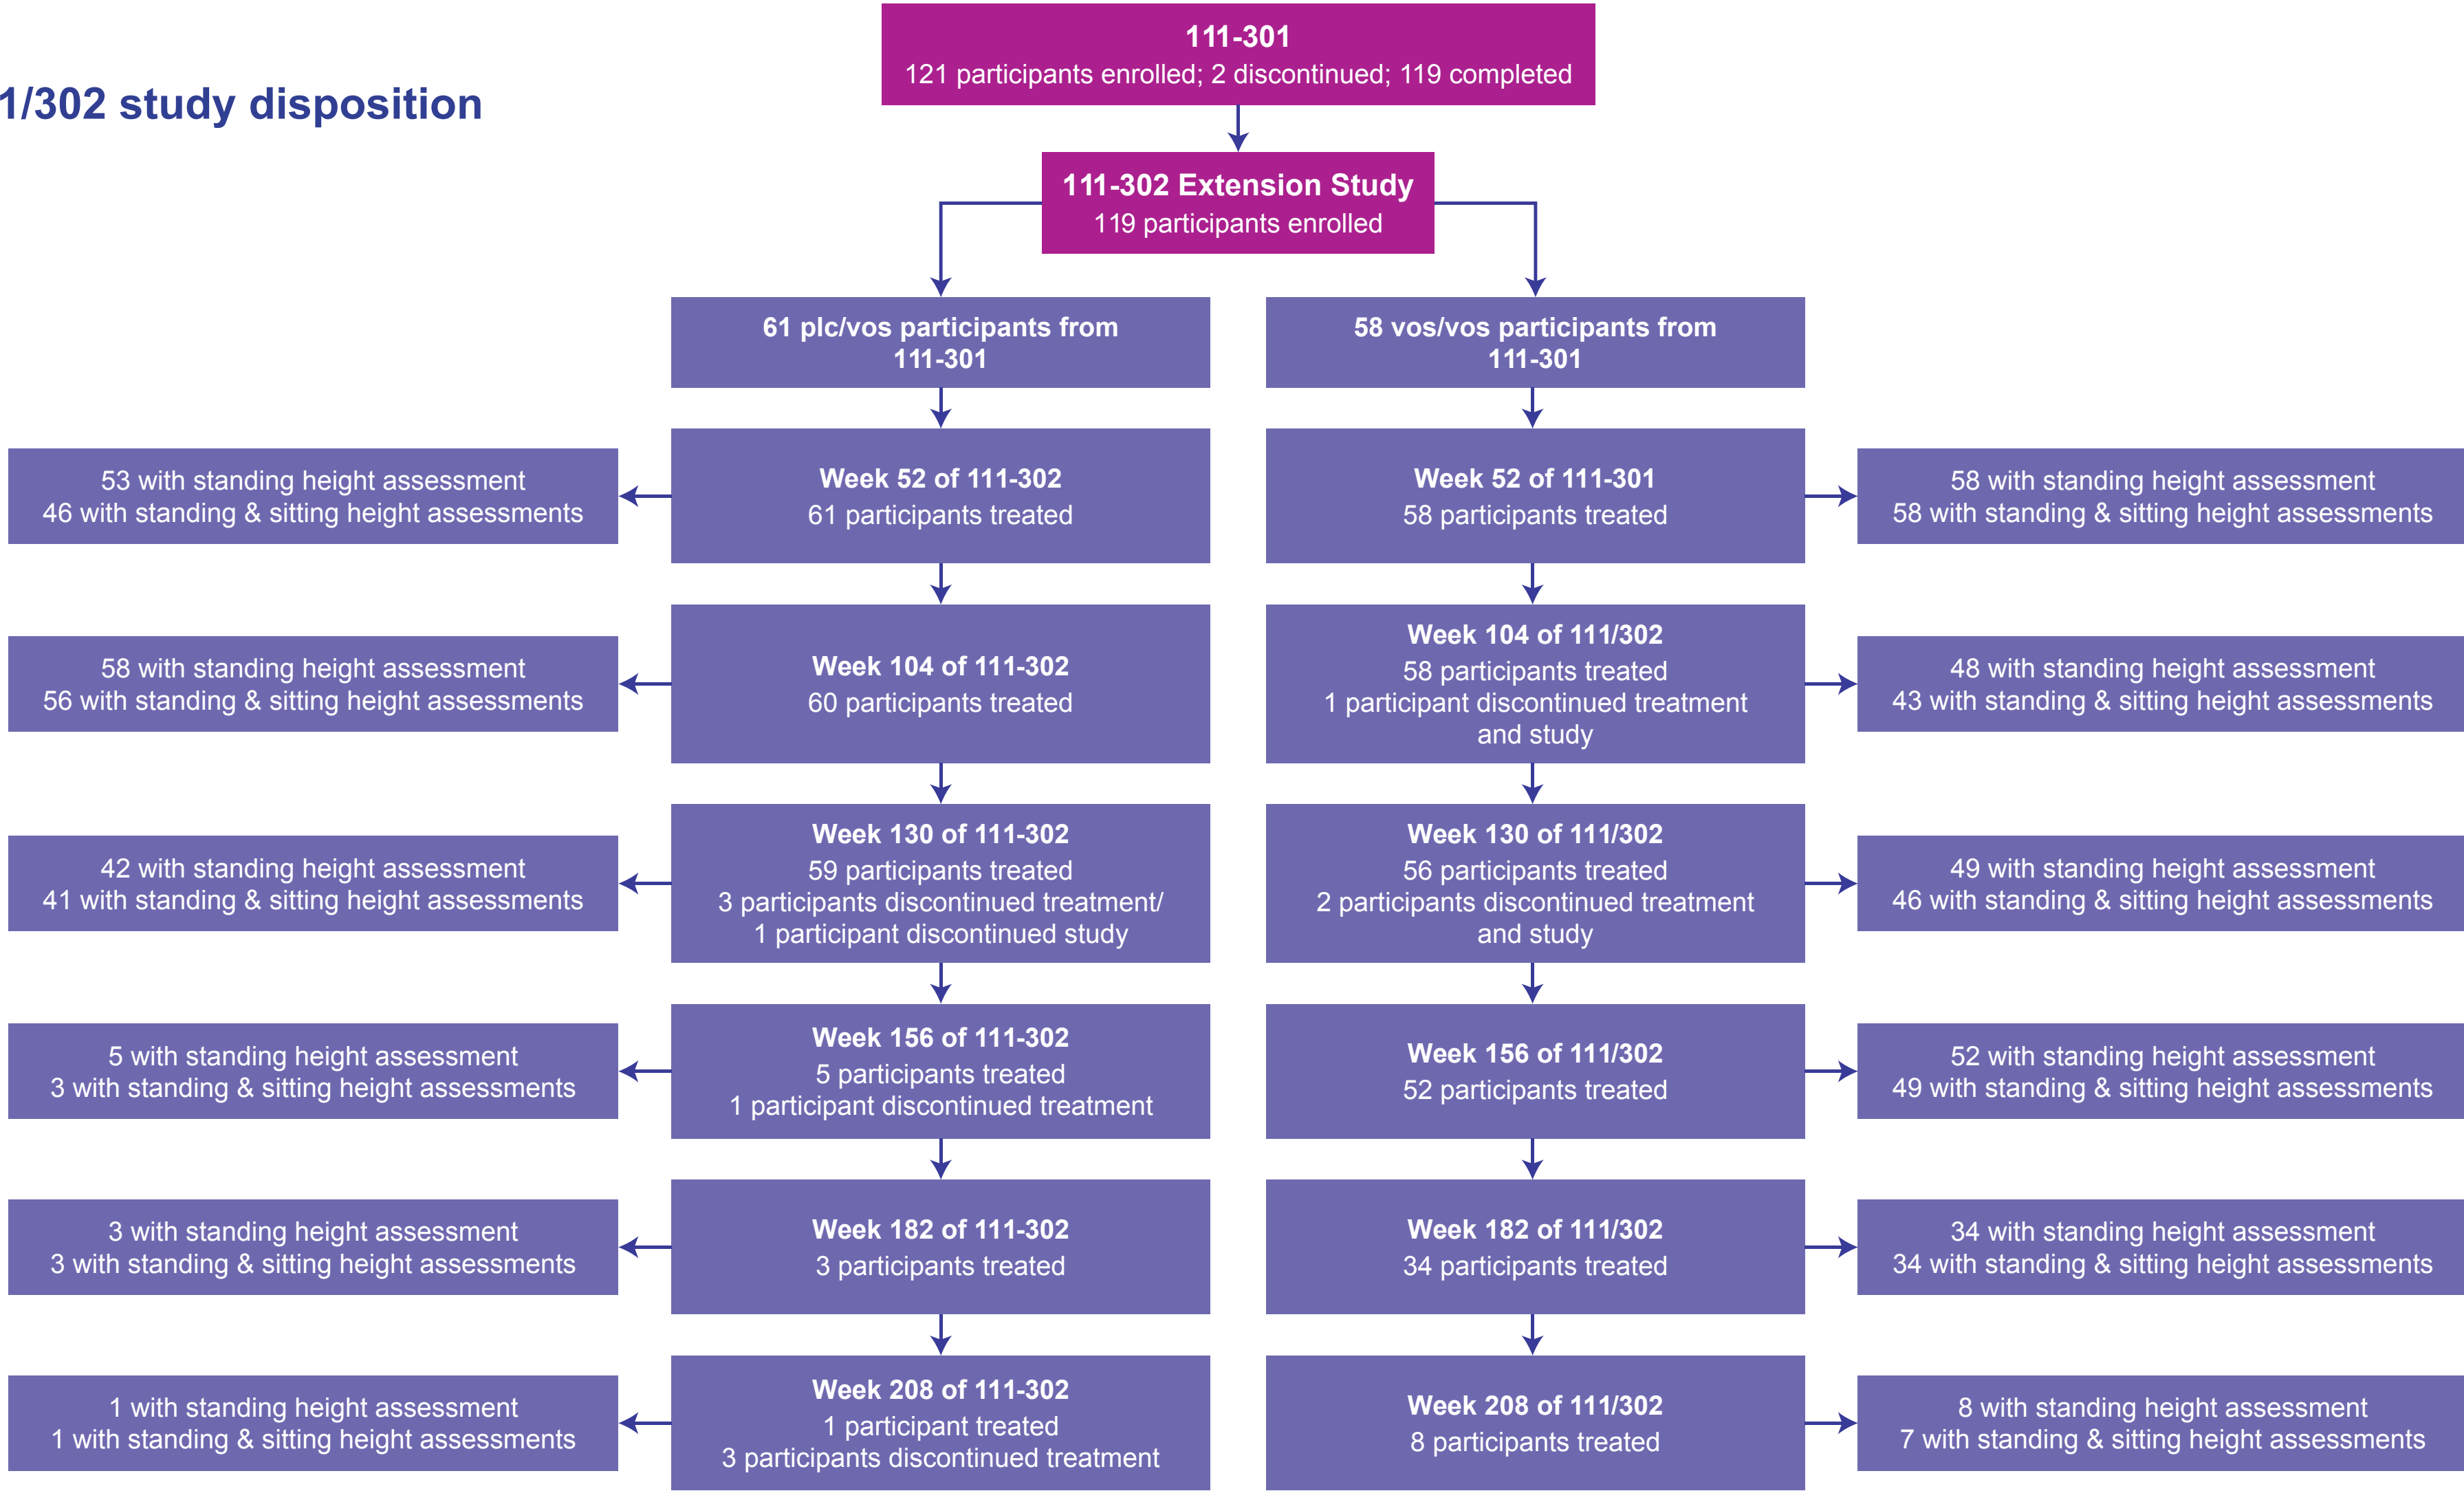 1/302 study disposition
111-301
121 participants enrolled; 2 discontinued; 119 completed
111-302 Extension Study
119 participants enrolled
61 plc/vos participants from
111-301
58 vos/vos participants from
111-301
53 with standing height assessment
46 with standing & sitting height assessments
Week 52 of 111-302
61 participants treated
Week 52 of 111-301
58 participants treated
58 with standing height assessment
58 with standing & sitting height assessments
58 with standing height assessment
56 with standing & sitting height assessments
Week 104 of 111-302
60 participants treated
Week 104 of 111/302
58 participants treated
1 participant discontinued treatment
and study
48 with standing height assessment
43 with standing & sitting height assessments
42 with standing height assessment
41 with standing & sitting height assessments
Week 130 of 111-302
59 participants treated
3 participants discontinued treatment/
1 participant discontinued study
Week 130 of 111/302
56 participants treated
2 participants discontinued treatment
and study
49 with standing height assessment
46 with standing & sitting height assessments
5 with standing height assessment
3 with standing & sitting height assessments
Week 156 of 111-302
5 participants treated
1 participant discontinued treatment
Week 156 of 111/302
52 participants treated
52 with standing height assessment
49 with standing & sitting height assessments
3 with standing height assessment
3 with standing & sitting height assessments
Week 182 of 111-302
3 participants treated
Week 182 of 111/302
34 participants treated
34 with standing height assessment
34 with standing & sitting height assessments
1 with standing height assessment
1 with standing & sitting height assessments
Week 208 of 111-302
1 participant treated
3 participants discontinued treatment
Week 208 of 111/302
8 participants treated
8 with standing height assessment
7 with standing & sitting height assessments